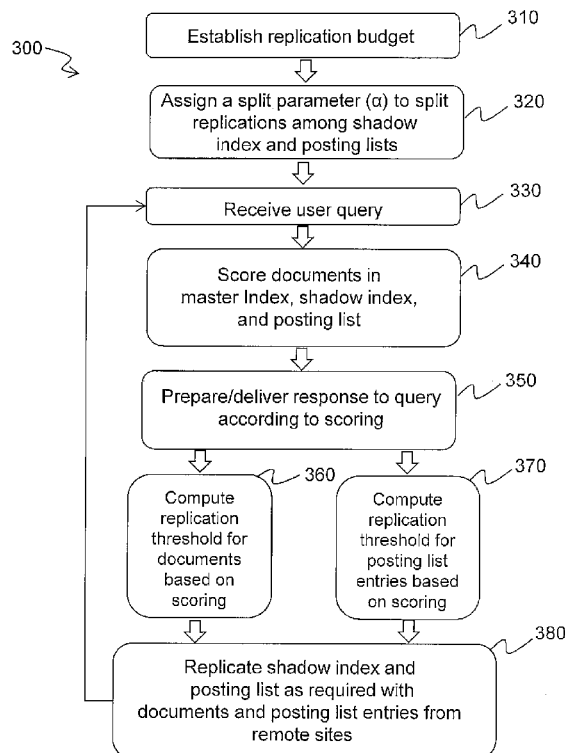 300
310
Establish replication budget
320
Assign a split parameter (α) to split
replications among shadow
index and posting lists
330
Receive user query
340
Score documents in
master Index, shadow index,
and posting list
350
Prepare/deliver response to query
according to scoring
360
Compute
replication
threshold for
documents
based on
scoring
370
Compute
replication
threshold for
posting list
entries based
on scoring
380
Replicate shadow index and
posting list as required with
documents and posting list entries from
remote sites